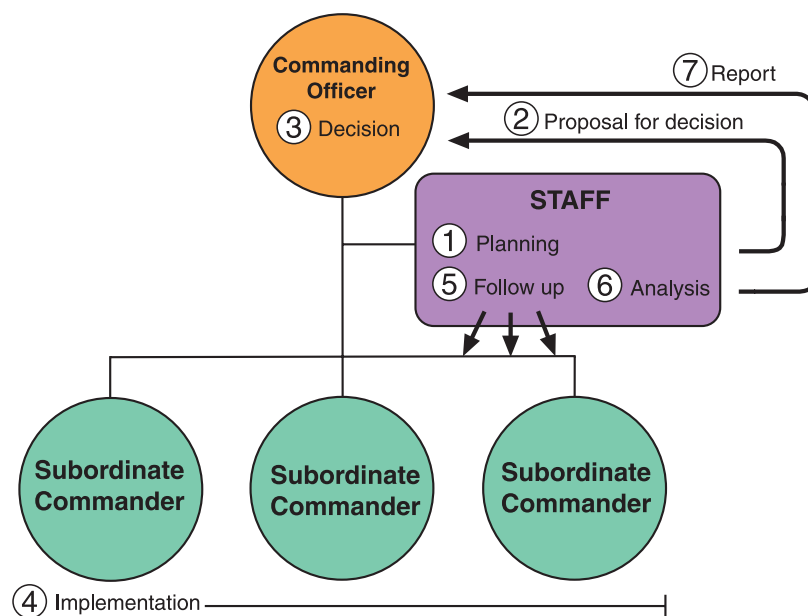 Commanding
Officer
3 Decision
7 Report
2 Proposal for decision
STAFF
1 Planning
5 Follow up
6 Analysis
Subordinate
Commander
Subordinate
Commander
Subordinate
Commander
4 Implementation